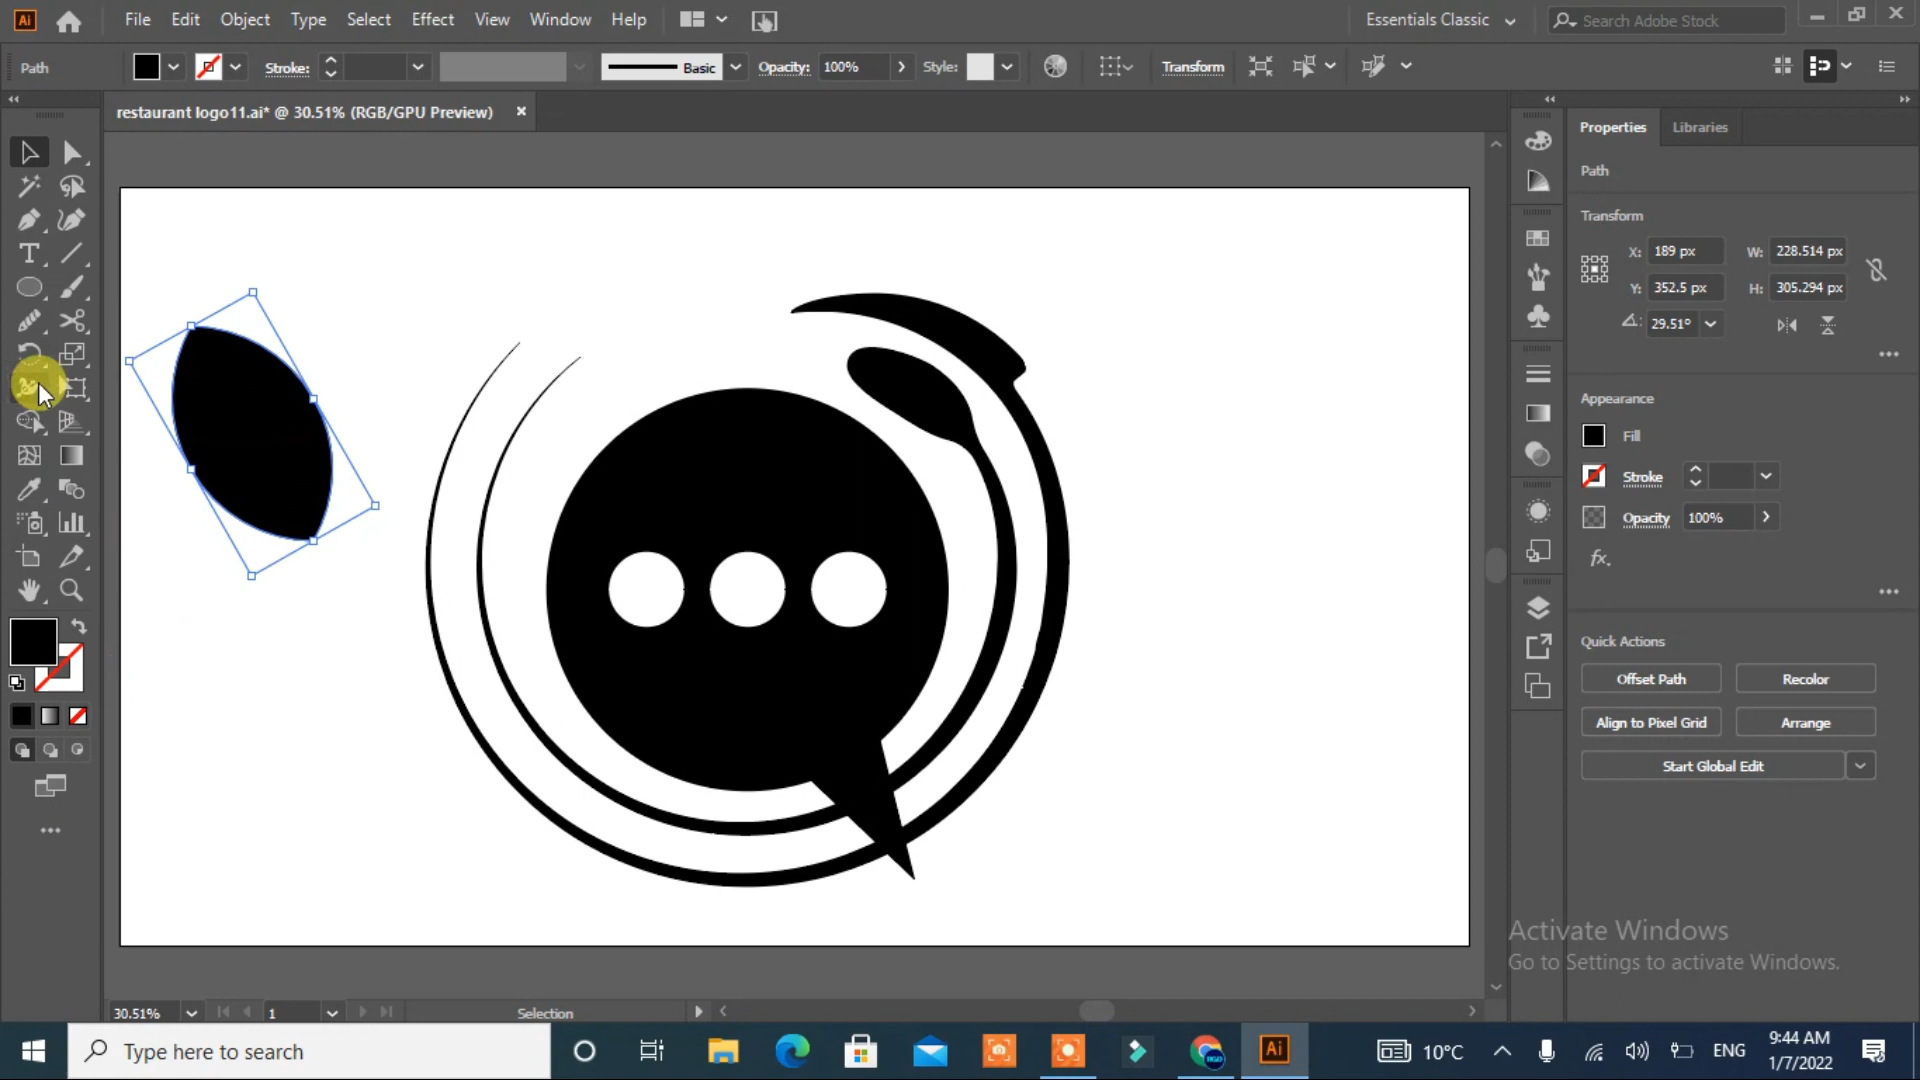 Ai File Edit Object Type Select Effect View Window Help Essentials Classic Search Adobe Stock
Path Stroke: Basic Opacity: 100% Style: Transform
restaurant logo11.ai* @ 30.51% (RGB/GPU Preview) ×
Properties Libraries
Path
Transform
X: 189 px W: 228.514 px
Y: 352.5 px H: 305.294 px
29.51°
Appearance
Fill
Stroke
Opacity 100%
fx.
Quick Actions
Offset Path Recolor
Align to Pixel Grid Arrange
Start Global Edit
Activate Windows
Go to Settings to activate Windows.
30.51% 1 Selection
Type here to search Ai 10°C ENG 9:44 AM
1/7/2022